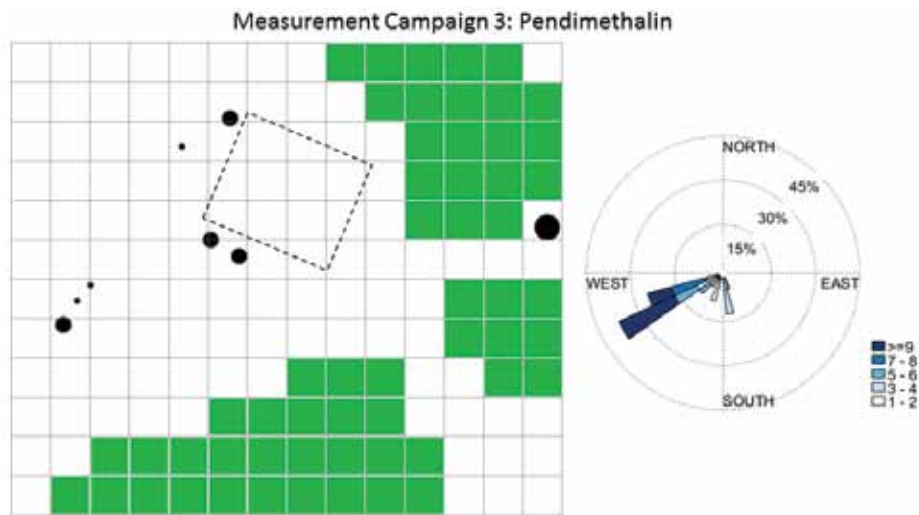 Measurement Campaign 3: Pendimethalin
NORTH
45%
30%
15%
WEST
EAST
SOUTH
>=9
7 - 8
5 - 6
3 - 4
1 - 2